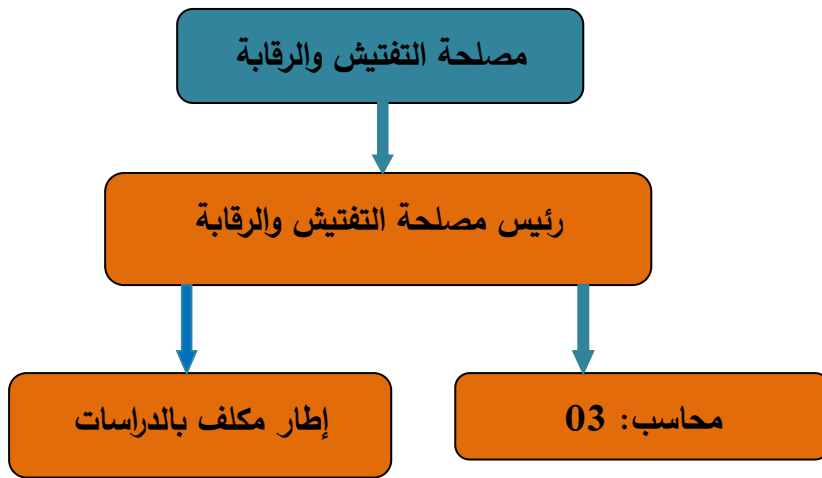 مصلحة التفتيش والرقابة
رئيس مصلحة التفتيش والرقابة
محاسب: 03
إطار مكلف بالدراسات